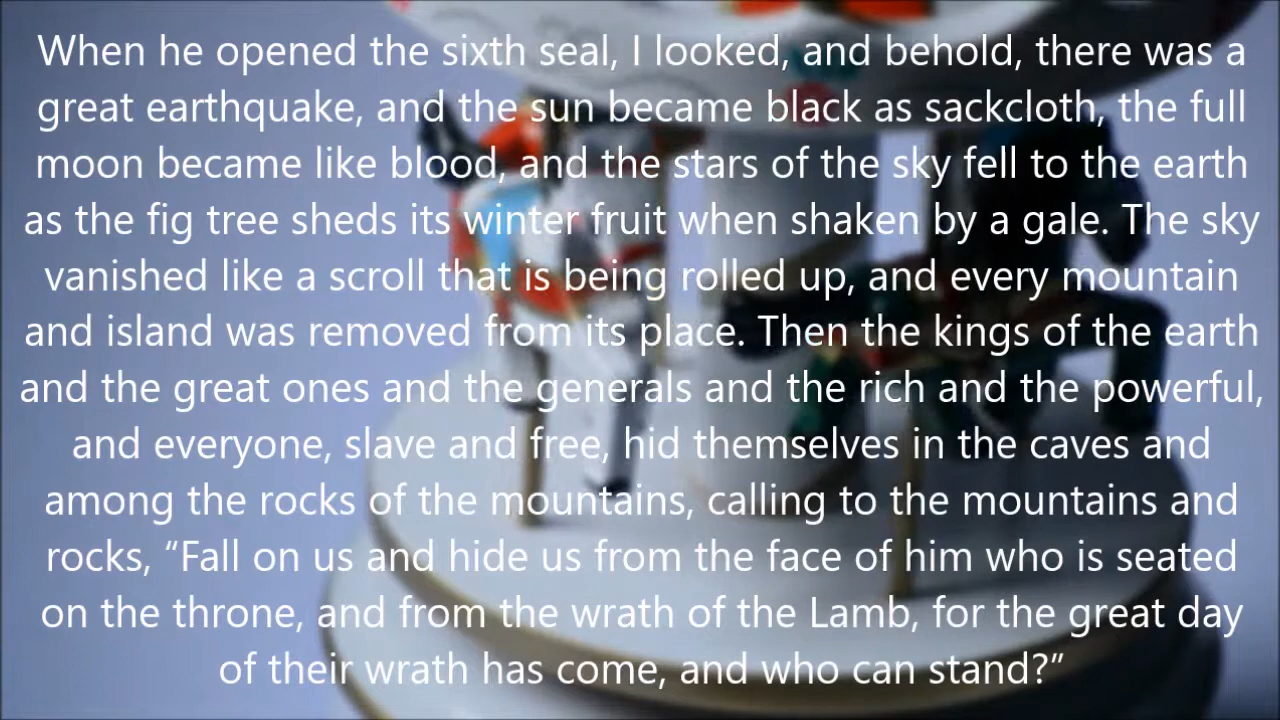 When he opened the sixth seal, I looked, and behold, there was a
great earthquake, and the sun became black as sackcloth, the full
moon became like blood, and the stars of the sky fell to the earth
as the fig tree sheds its winter fruit when shaken by a gale. The sky
vanished like a scroll that is being rolled up, and every mountain
and island was removed from its place. Then the kings of the earth
and the great ones and the generals and the rich and the powerful,
and everyone, slave and free, hid themselves in the caves and
among the rocks of the mountains, calling to the mountains and
rocks, “Fall on us and hide us from the face of him who is seated
on the throne, and from the wrath of the Lamb, for the great day
of their wrath has come, and who can stand?”